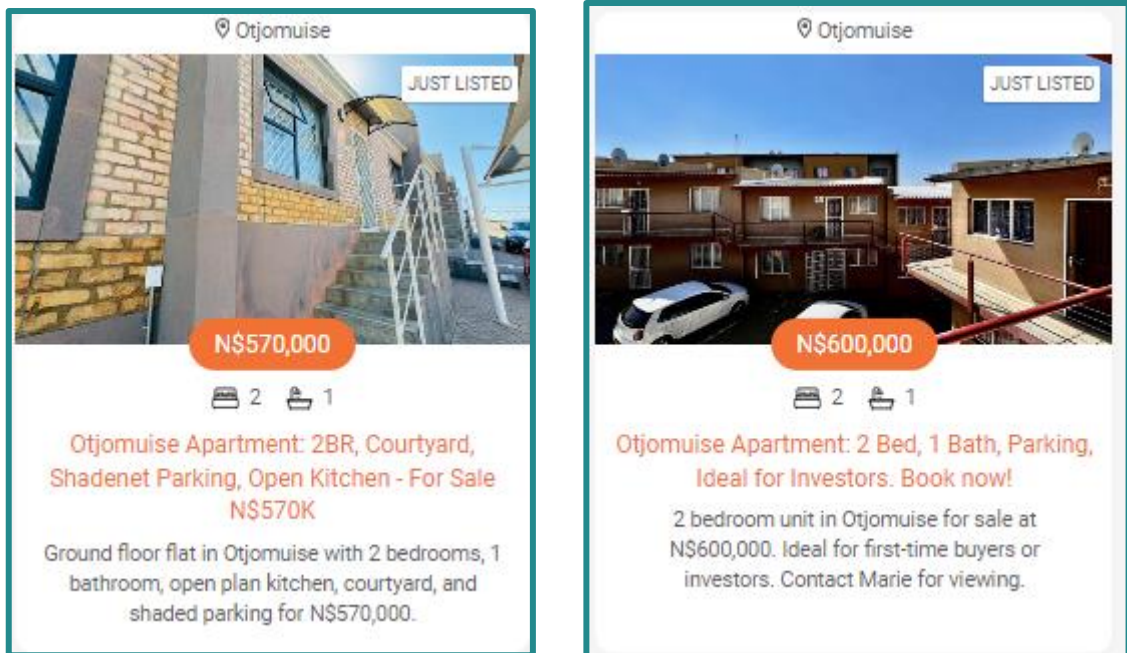 Otjomuise
JUST LISTED
N$570,000
2 1
Otjomuise Apartment: 2BR, Courtyard,
Shadenet Parking, Open Kitchen - For Sale
N$570K
Ground floor flat in Otjomuise with 2 bedrooms, 1
bathroom, open plan kitchen, courtyard, and
shaded parking for N$570,000.
Otjomuise
JUST LISTED
N$600,000
2 1
Otjomuise Apartment: 2 Bed, 1 Bath, Parking,
Ideal for Investors. Book now!
2 bedroom unit in Otjomuise for sale at
N$600,000. Ideal for first-time buyers or
investors. Contact Marie for viewing.